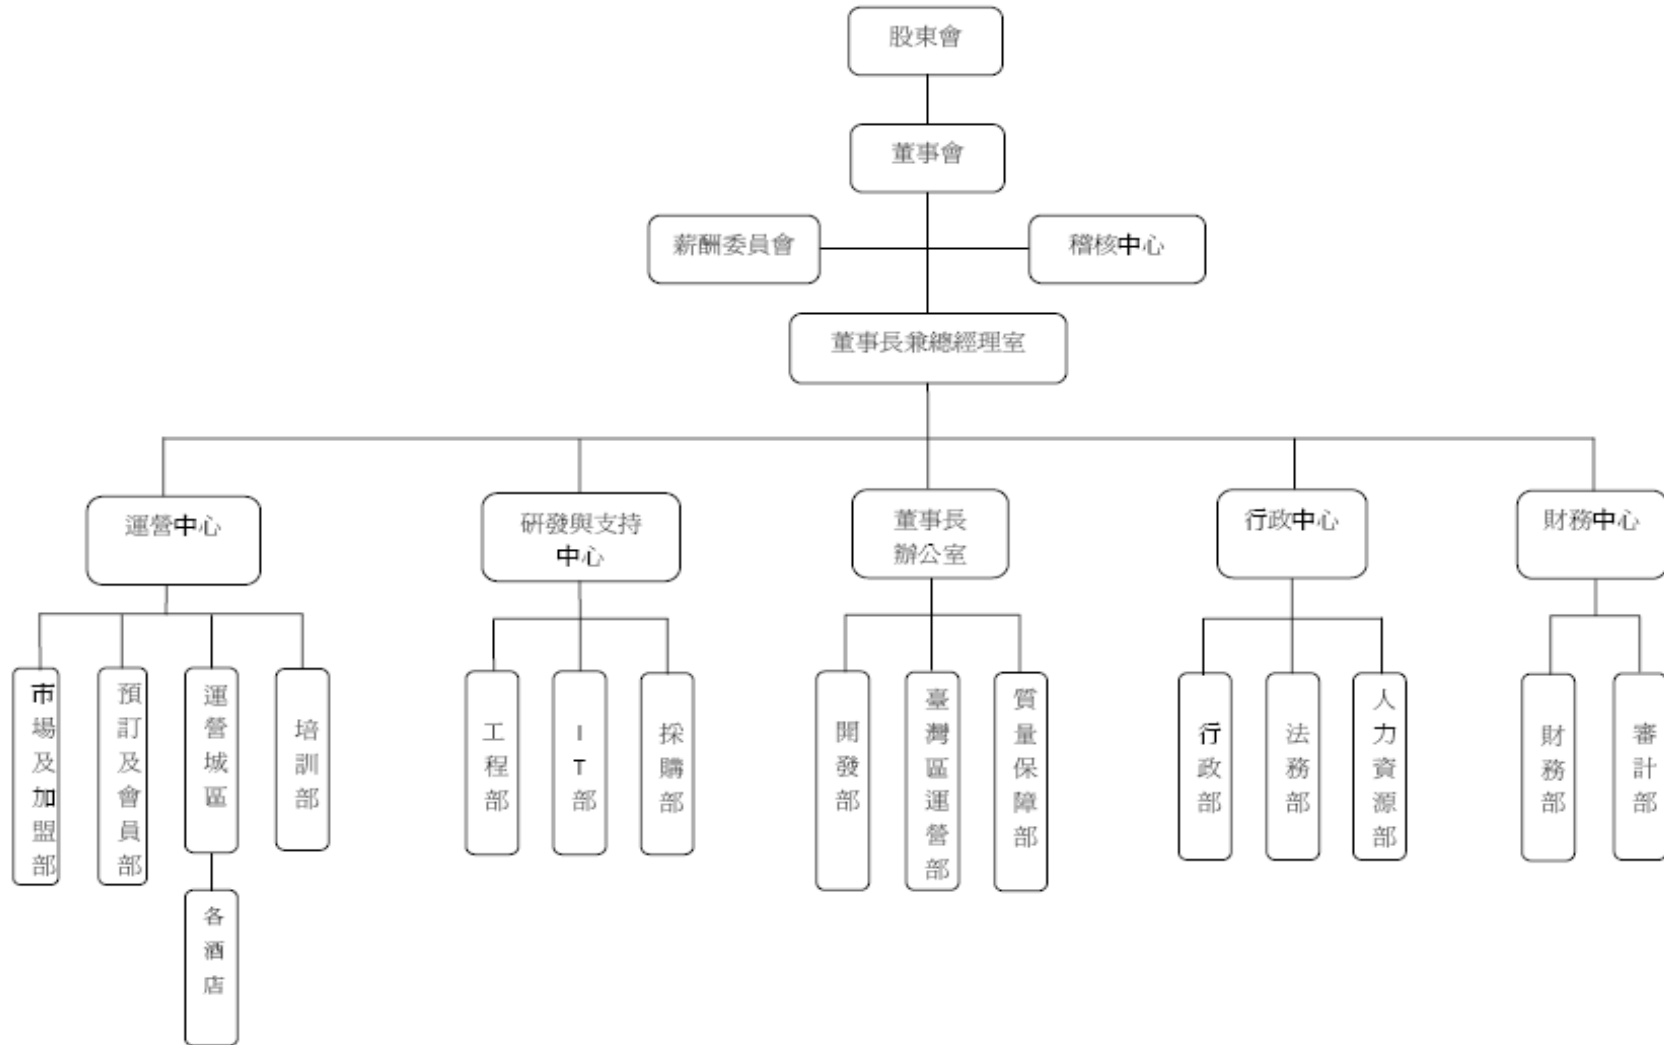 股東會
董事會
薪酬委員會
稽核中心
董事長兼總經理室
運營中心
研發與支持
中心
董事長
辦公室
行政中心
財務中心
市場及加盟部
預訂及會員部
運營城區
培訓部
工程部
IT部
採購部
開發部
臺灣區運營部
質量保障部
行政部
法務部
人力資源部
財務部
審計部
各酒店